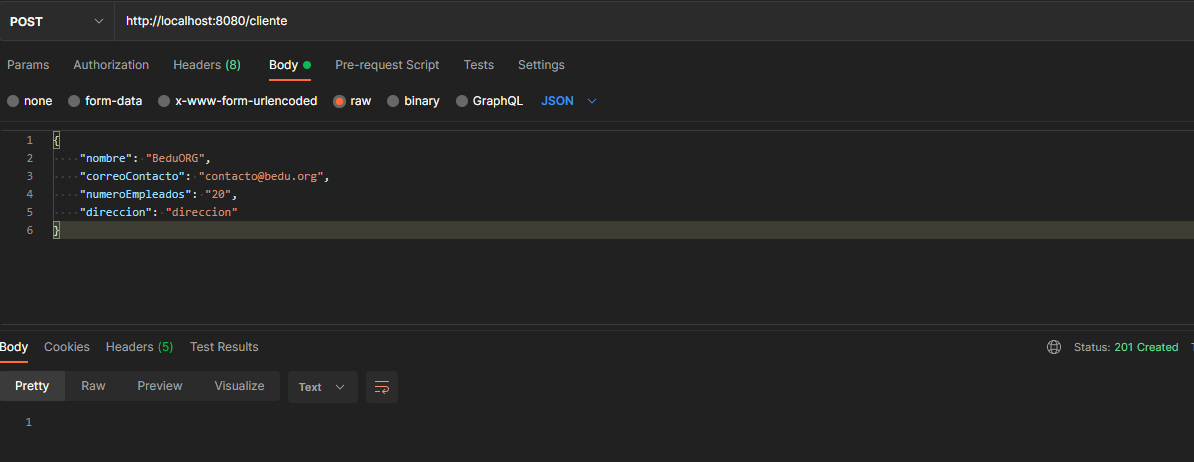 POST http://localhost:8080/cliente
Params Authorization Headers (8) Body Pre-request Script Tests Settings
none form-data x-www-form-urlencoded raw binary GraphQL JSON
1 {
2 "nombre": "BeduORG",
3 "correoContacto": "contacto@bedu.org",
4 "numeroEmpleados": "20",
5 "direccion": "direccion"
6 }
Body Cookies Headers (5) Test Results Status: 201 Created
Pretty Raw Preview Visualize Text
1